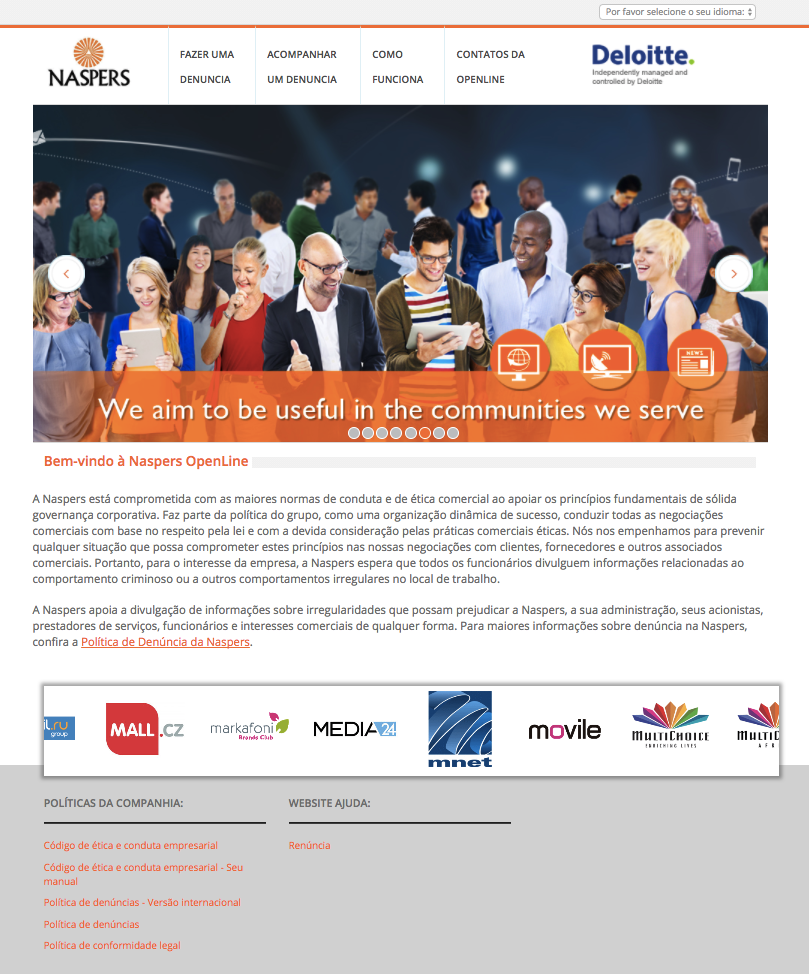 Por favor selecione o seu idioma:
NASPERS
FAZER UMA
DENUNCIA
ACOMPANHAR
UM DENUNCIA
COMO
FUNCIONA
CONTATOS DA
OPENLINE
Deloitte.
Independently managed and
controlled by Deloitte
NEWS
We aim to be useful in the communities we serve
Bem-vindo à Naspers OpenLine
A Naspers está comprometida com as maiores normas de conduta e de ética comercial ao apoiar os princípios fundamentais de sólida
governança corporativa. Faz parte da política do grupo, como uma organização dinâmica de sucesso, conduzir todas as negociações
comerciais com base no respeito pela lei e com a devida consideração pelas práticas comerciais éticas. Nós nos empenhamos para prevenir
qualquer situação que possa comprometer estes princípios nas nossas negociações com clientes, fornecedores e outros associados
comerciais. Portanto, para o interesse da empresa, a Naspers espera que todos os funcionários divulguem informações relacionadas ao
comportamento criminoso ou a outros comportamentos irregulares no local de trabalho.
A Naspers apoia a divulgação de informações sobre irregularidades que possam prejudicar a Naspers, a sua administração, seus acionistas,
prestadores de serviços, funcionários e interesses comerciais de qualquer forma. Para maiores informações sobre denúncia na Naspers,
confira a Política de Denúncia da Naspers.
il.ru
group
MALL.CZ
markafoni
Brands Club
MEDIA24
mnet
movile
MULTICHOICE
ENRICHING LIVES
MULTIC
AFR
POLÍTICAS DA COMPANHIA:
WEBSITE AJUDA:
Código de ética e conduta empresarial
Renúncia
Código de ética e conduta empresarial - Seu
manual
Política de denúncias - Versão internacional
Política de denúncias
Política de conformidade legal